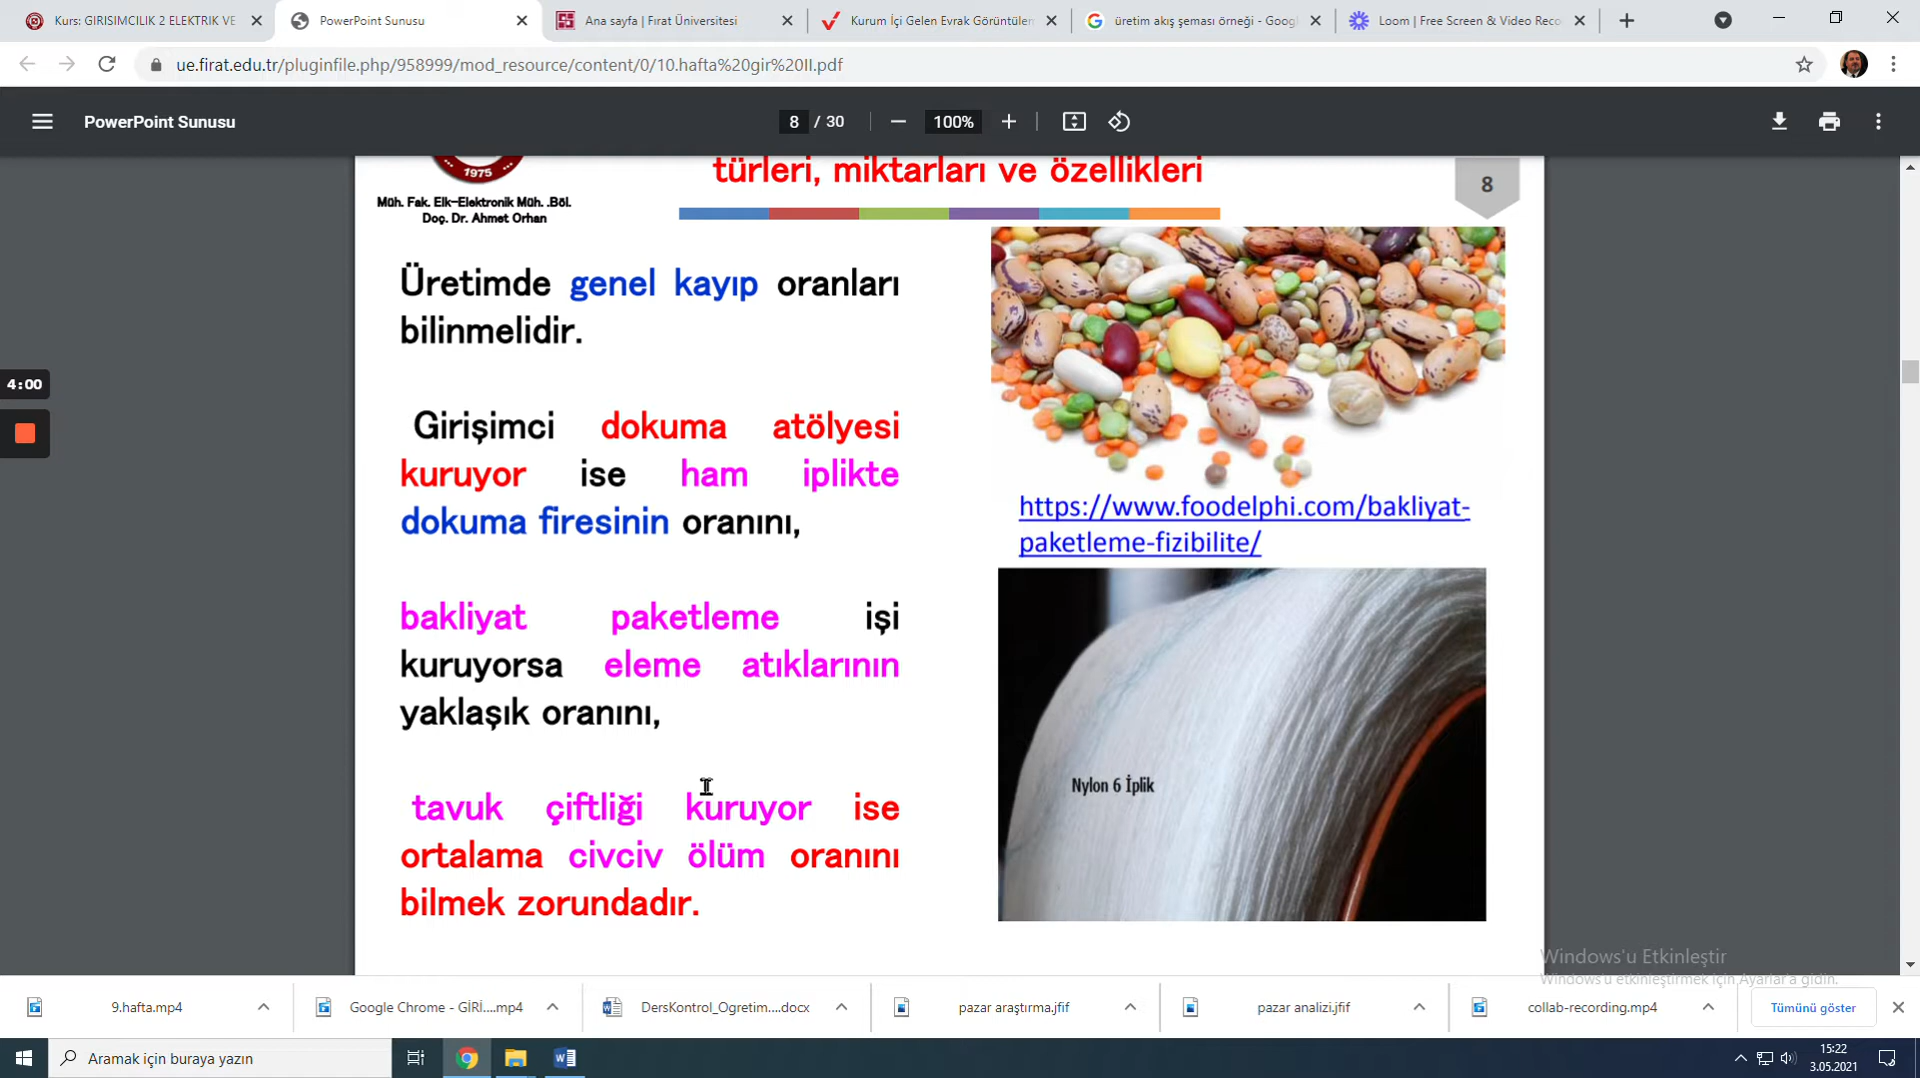 Kurs: GIRISIMCILIK 2 ELEKTRIK VE
PowerPoint Sunusu
Ana sayfa | Fırat Üniversitesi
Kurum İçi Gelen Evrak Görüntülen
üretim akış şeması örneği - Goog
Loom | Free Screen & Video Reco
ue.firat.edu.tr/pluginfile.php/958999/mod_resource/content/0/10.hafta%20gir%20II.pdf
PowerPoint Sunusu
8 / 30
100%
1975
türleri, miktarları ve özellikleri
8
Müh. Fak. Elk-Elektronik Müh. .Böl.
Doç. Dr. Ahmet Orhan
Üretimde genel kayıp oranları
bilinmelidir.
4:00
Girişimci dokuma atölyesi
kuruyor ise ham iplikte
dokuma firesinin oranını,
https://www.foodelphi.com/bakliyat-
paketleme-fizibilite/
bakliyat paketleme işi
kuruyorsa eleme atıklarının
yaklaşık oranını,
Nylon 6 İplik
tavuk çiftliği kuruyor ise
ortalama civciv ölüm oranını
bilmek zorundadır.
Windows'u Etkinleştir
Windows'u etkinleştirmek için Ayarlar'a gidin.
9.hafta.mp4
Google Chrome - GİRİ....mp4
DersKontrol_Ogretim....docx
pazar araştırma.jfif
pazar analizi.jfif
collab-recording.mp4
Tümünü göster
Aramak için buraya yazın
15:22
3.05.2021